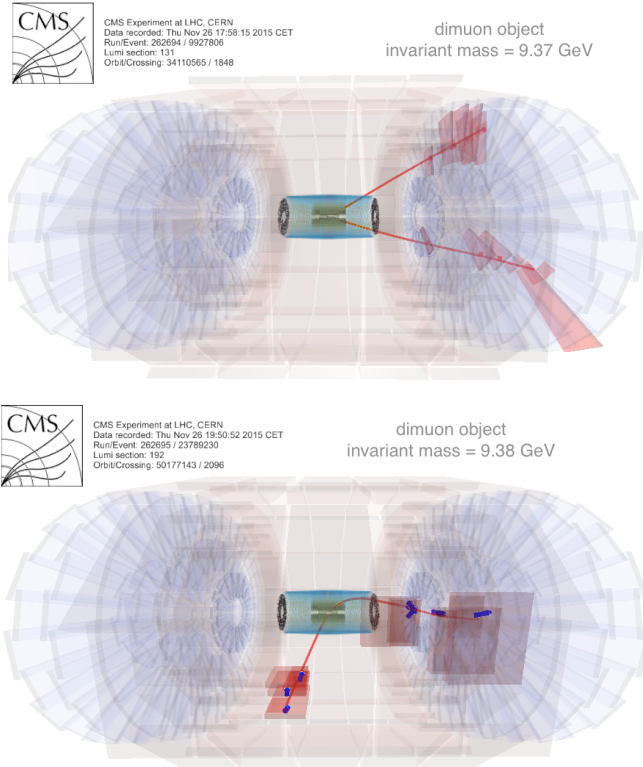 CMS
CMS Experiment at LHC, CERN
Data recorded: Thu Nov 26 17:58:15 2015 CET
Run/Event: 262694 / 9927806
Lumi section: 131
Orbit/Crossing: 34110565 / 1848
dimuon object
invariant mass = 9.37 GeV
CMS
CMS Experiment at LHC, CERN
Data recorded: Thu Nov 26 19:50:52 2015 CET
Run/Event: 262695 / 23789230
Lumi section: 192
Orbit/Crossing: 50177143 / 2096
dimuon object
invariant mass = 9.38 GeV